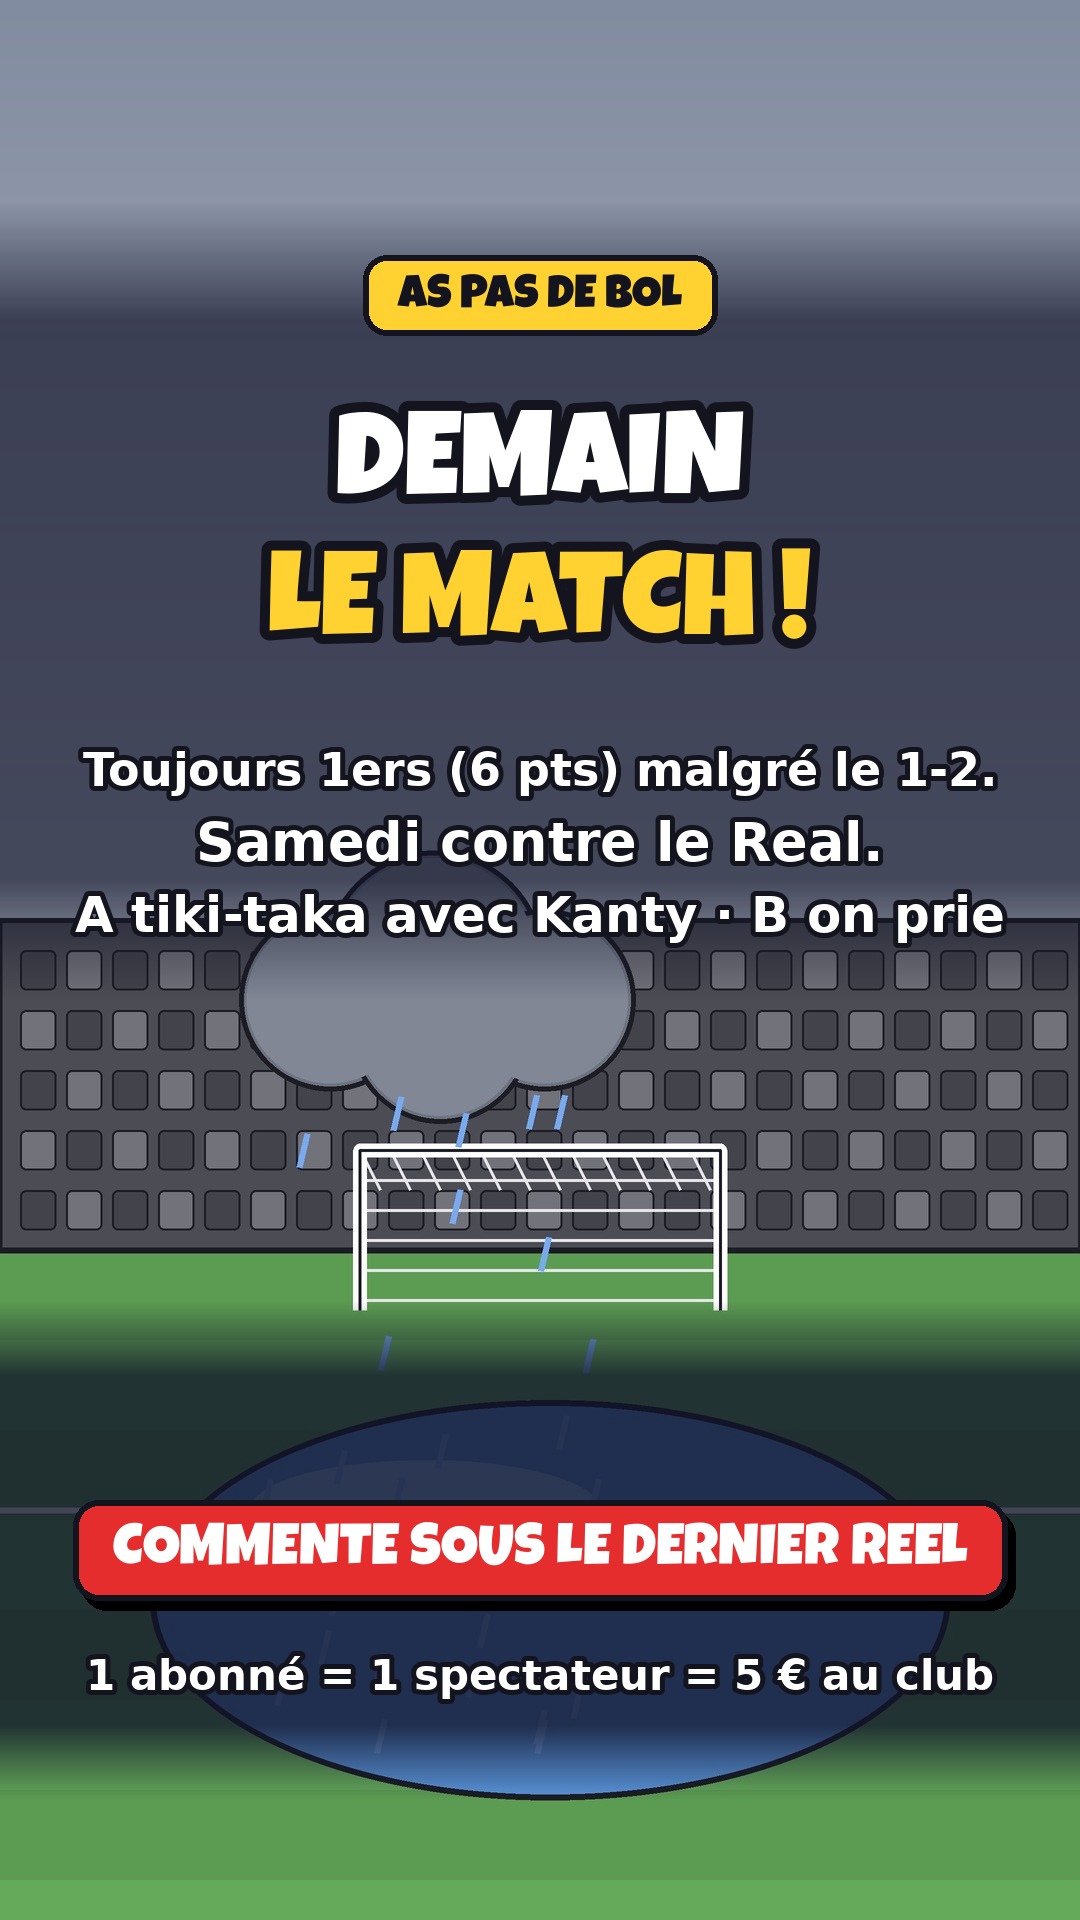 AS PAS DE BOL
DEMAIN
LE MATCH !
Toujours 1ers (6 pts) malgré le 1-2.
Samedi contre le Real.
A tiki-taka avec Kanty · B on prie
COMMENTE SOUS LE DERNIER REEL
1 abonné = 1 spectateur = 5 € au club